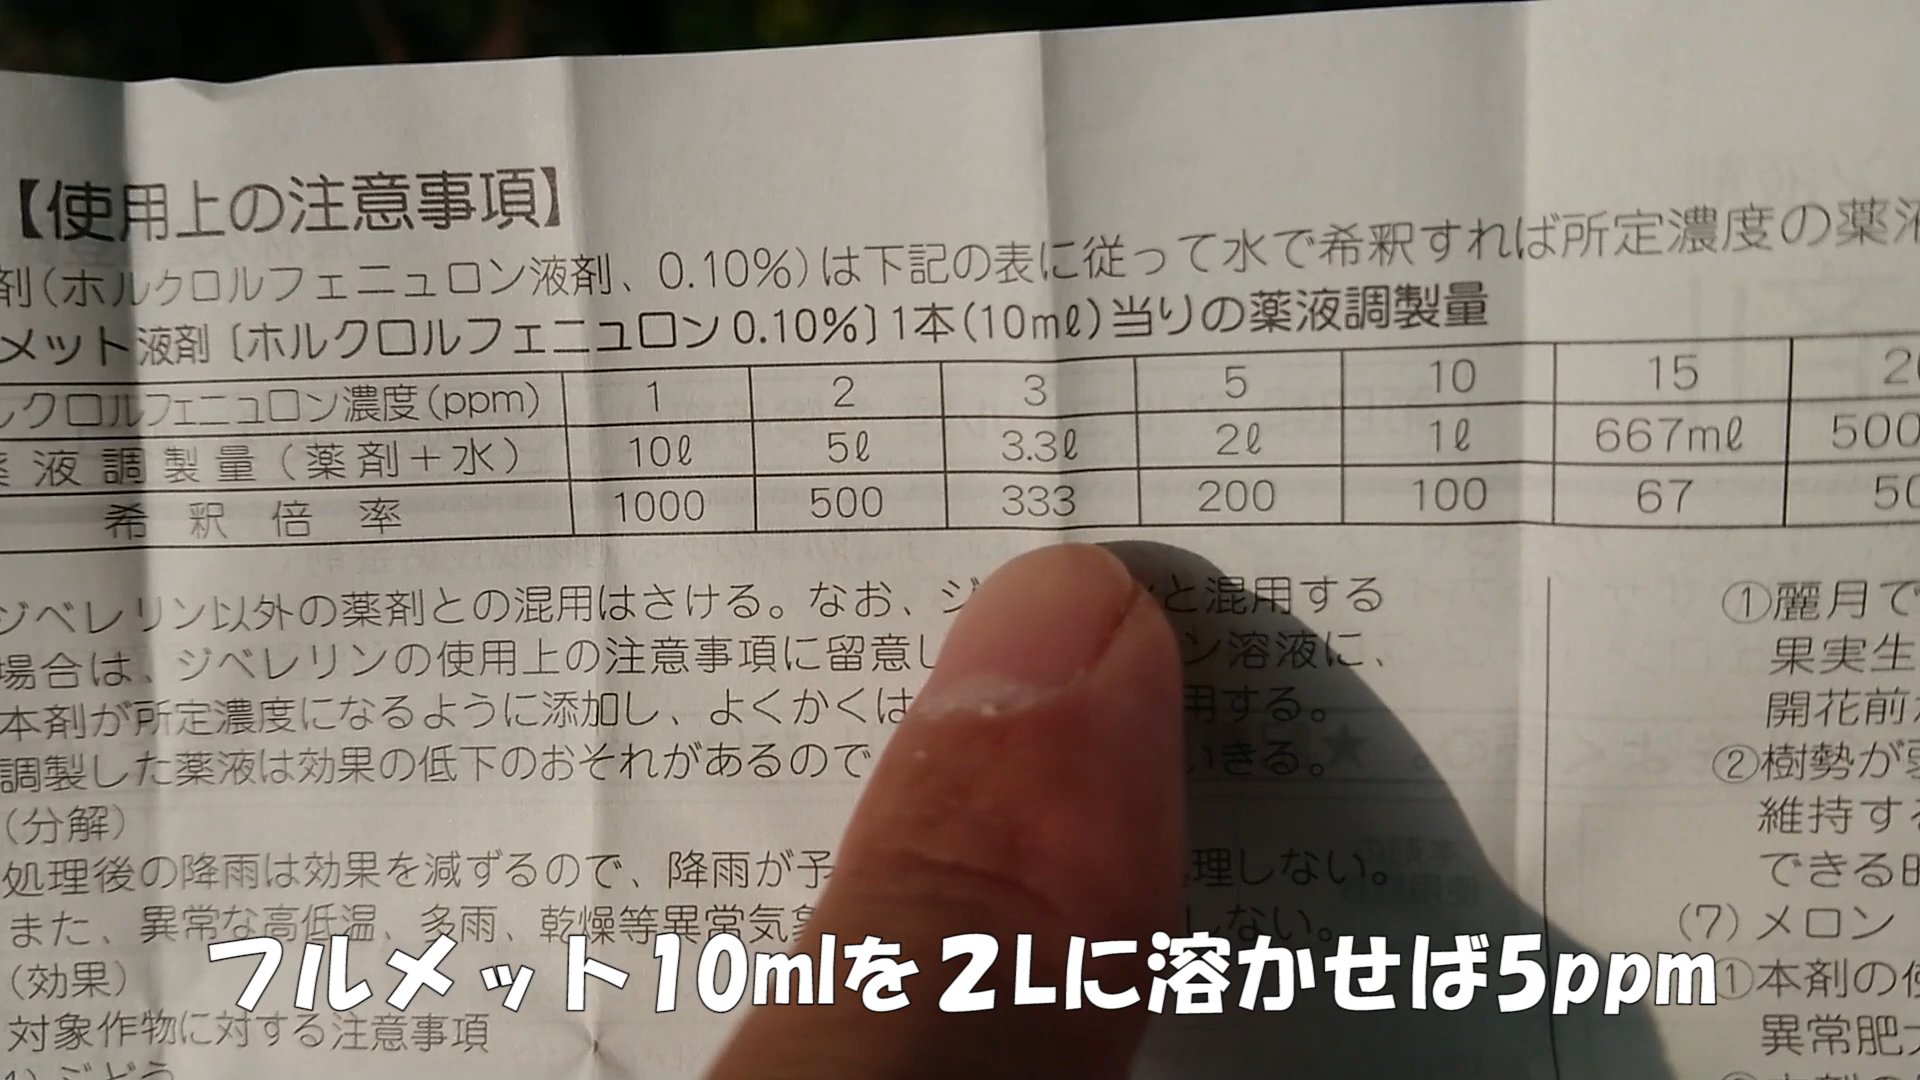 【使用上の注意事項】
剤(ホルクロルフェニュロン液剤、0.10%)は下記の表に従って水で希釈すれば所定濃度の薬液
メット液剤〔ホルクロルフェニュロン0.10%〕1本(10mℓ)当りの薬液調製量
クロルフェニュロン濃度(ppm) 1 2 3 5 10 15 20
薬液調製量(薬剤+水) 10ℓ 5ℓ 3.3ℓ 2ℓ 1ℓ 667mℓ 500
希釈倍率 1000 500 333 200 100 67 50
ジベレリン以外の薬剤との混用はさける。なお、ジ と混用する
場合は、ジベレリンの使用上の注意事項に留意し ン溶液に、
本剤が所定濃度になるように添加し、よくかくは 用する。
調製した薬液は効果の低下のおそれがあるので いきる。
(分解)
処理後の降雨は効果を減ずるので、降雨が予 理しない。
また、異常な高低温、多雨、乾燥等異常気象 しない。
(効果)
対象作物に対する注意事項
ぶどう
①麗月で
果実生
開花前
②樹勢が
維持する
できる
(7)メロン
①本剤の使
異常肥大
フルメット10mlを2Lに溶かせば5ppm